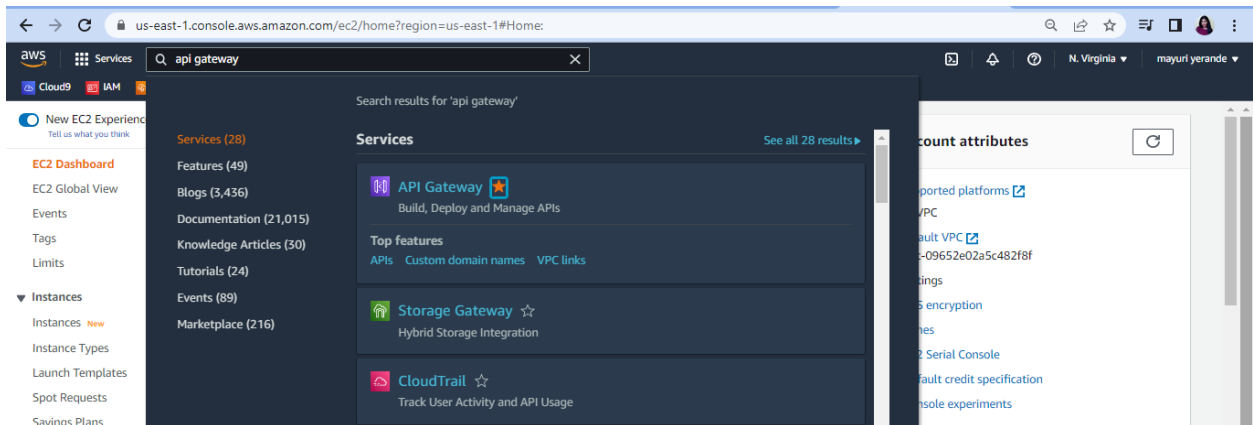 us-east-1.console.aws.amazon.com/ec2/home?region=us-east-1#Home:
aws Services api gateway N. Virginia mayuri yerande
Cloud9 IAM
Search results for 'api gateway'
New EC2 Experienc
Tell us what you think
EC2 Dashboard
EC2 Global View
Events
Tags
Limits
Instances
Instances New
Instance Types
Launch Templates
Spot Requests
Savings Plans
Services (28)
Features (49)
Blogs (3,436)
Documentation (21,015)
Knowledge Articles (30)
Tutorials (24)
Events (89)
Marketplace (216)
Services See all 28 results
API Gateway
Build, Deploy and Manage APIs
Top features
APIs Custom domain names VPC links
Storage Gateway
Hybrid Storage Integration
CloudTrail
Track User Activity and API Usage
count attributes
ported platforms
VPC
ault VPC
-09652e02a5c482f8f
tings
encryption
nes
2 Serial Console
fault credit specification
nsole experiments